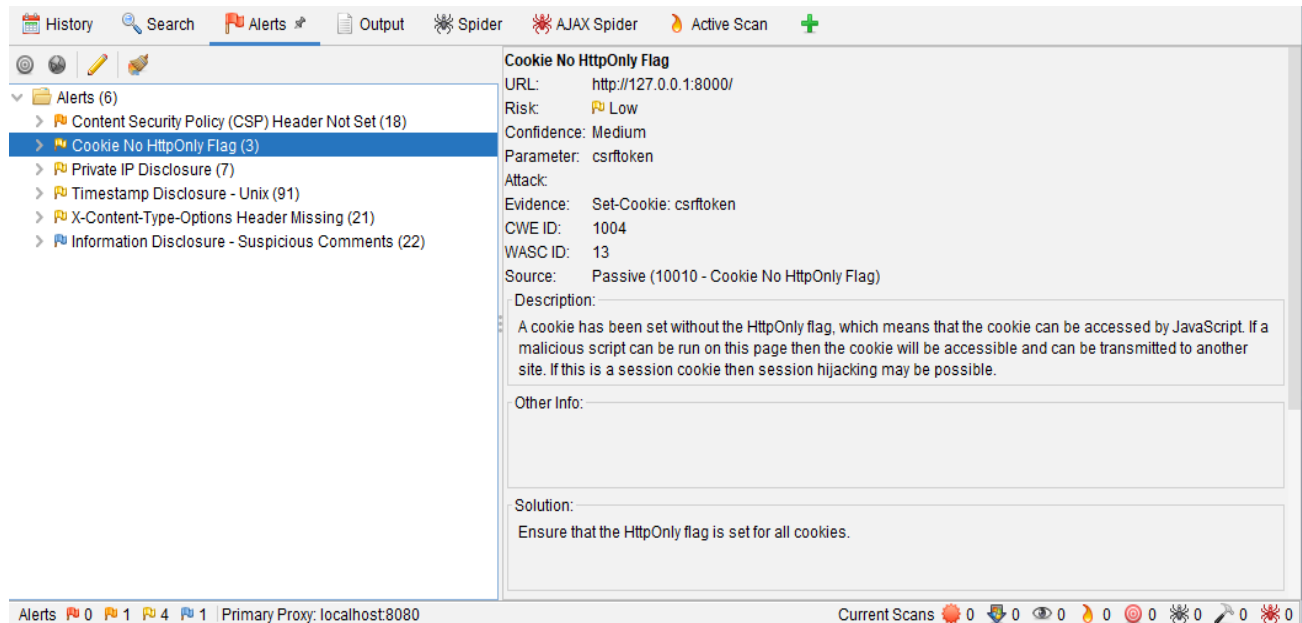 History Search Alerts Output Spider AJAX Spider Active Scan
Alerts (6)
Content Security Policy (CSP) Header Not Set (18)
Cookie No HttpOnly Flag (3)
Private IP Disclosure (7)
Timestamp Disclosure - Unix (91)
X-Content-Type-Options Header Missing (21)
Information Disclosure - Suspicious Comments (22)
Cookie No HttpOnly Flag
URL: http://127.0.0.1:8000/
Risk: Low
Confidence: Medium
Parameter: csrftoken
Attack:
Evidence: Set-Cookie: csrftoken
CWE ID: 1004
WASC ID: 13
Source: Passive (10010 - Cookie No HttpOnly Flag)
Description:
A cookie has been set without the HttpOnly flag, which means that the cookie can be accessed by JavaScript. If a
malicious script can be run on this page then the cookie will be accessible and can be transmitted to another
site. If this is a session cookie then session hijacking may be possible.
Other Info:
Solution:
Ensure that the HttpOnly flag is set for all cookies.
Alerts 0 1 4 1 Primary Proxy: localhost:8080 Current Scans 0 0 0 0 0 0 0 0